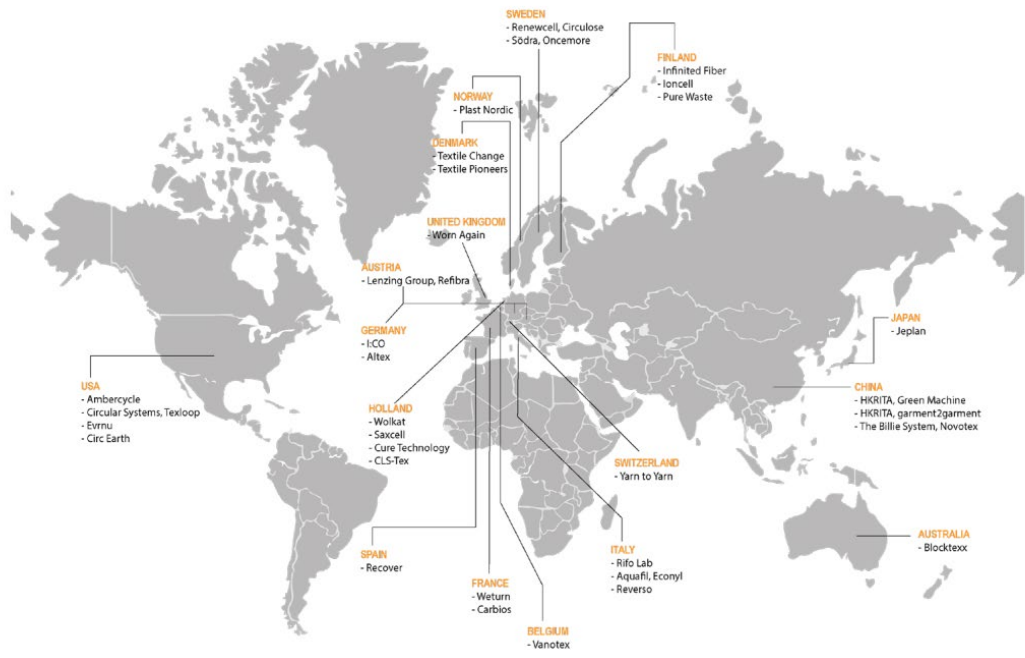 SWEDEN
- Renewcell, Circulose
- Södra, Oncemore
FINLAND
- Infinited Fiber
- Ioncell
- Pure Waste
NORWAY
- Plast Nordic
DENMARK
- Textile Change
- Textile Pioneers
UNITED KINGDOM
- Worn Again
AUSTRIA
- Lenzing Group, Refibra
GERMANY
- I:CO
- Altex
JAPAN
- Jeplan
USA
- Ambercycle
- Circular Systems, Texloop
- Evrnu
- Circ Earth
CHINA
- HKRITA, Green Machine
- HKRITA, garment2garment
- The Billie System, Novotex
HOLLAND
- Wolkat
- Saxcell
- Cure Technology
- CLS-Tex
SWITZERLAND
- Yarn to Yarn
AUSTRALIA
- Blocktexx
SPAIN
- Recover
ITALY
- Rifo Lab
- Aquafil, Econyl
- Reverso
FRANCE
- Weturn
- Carbios
BELGIUM
- Vanotex